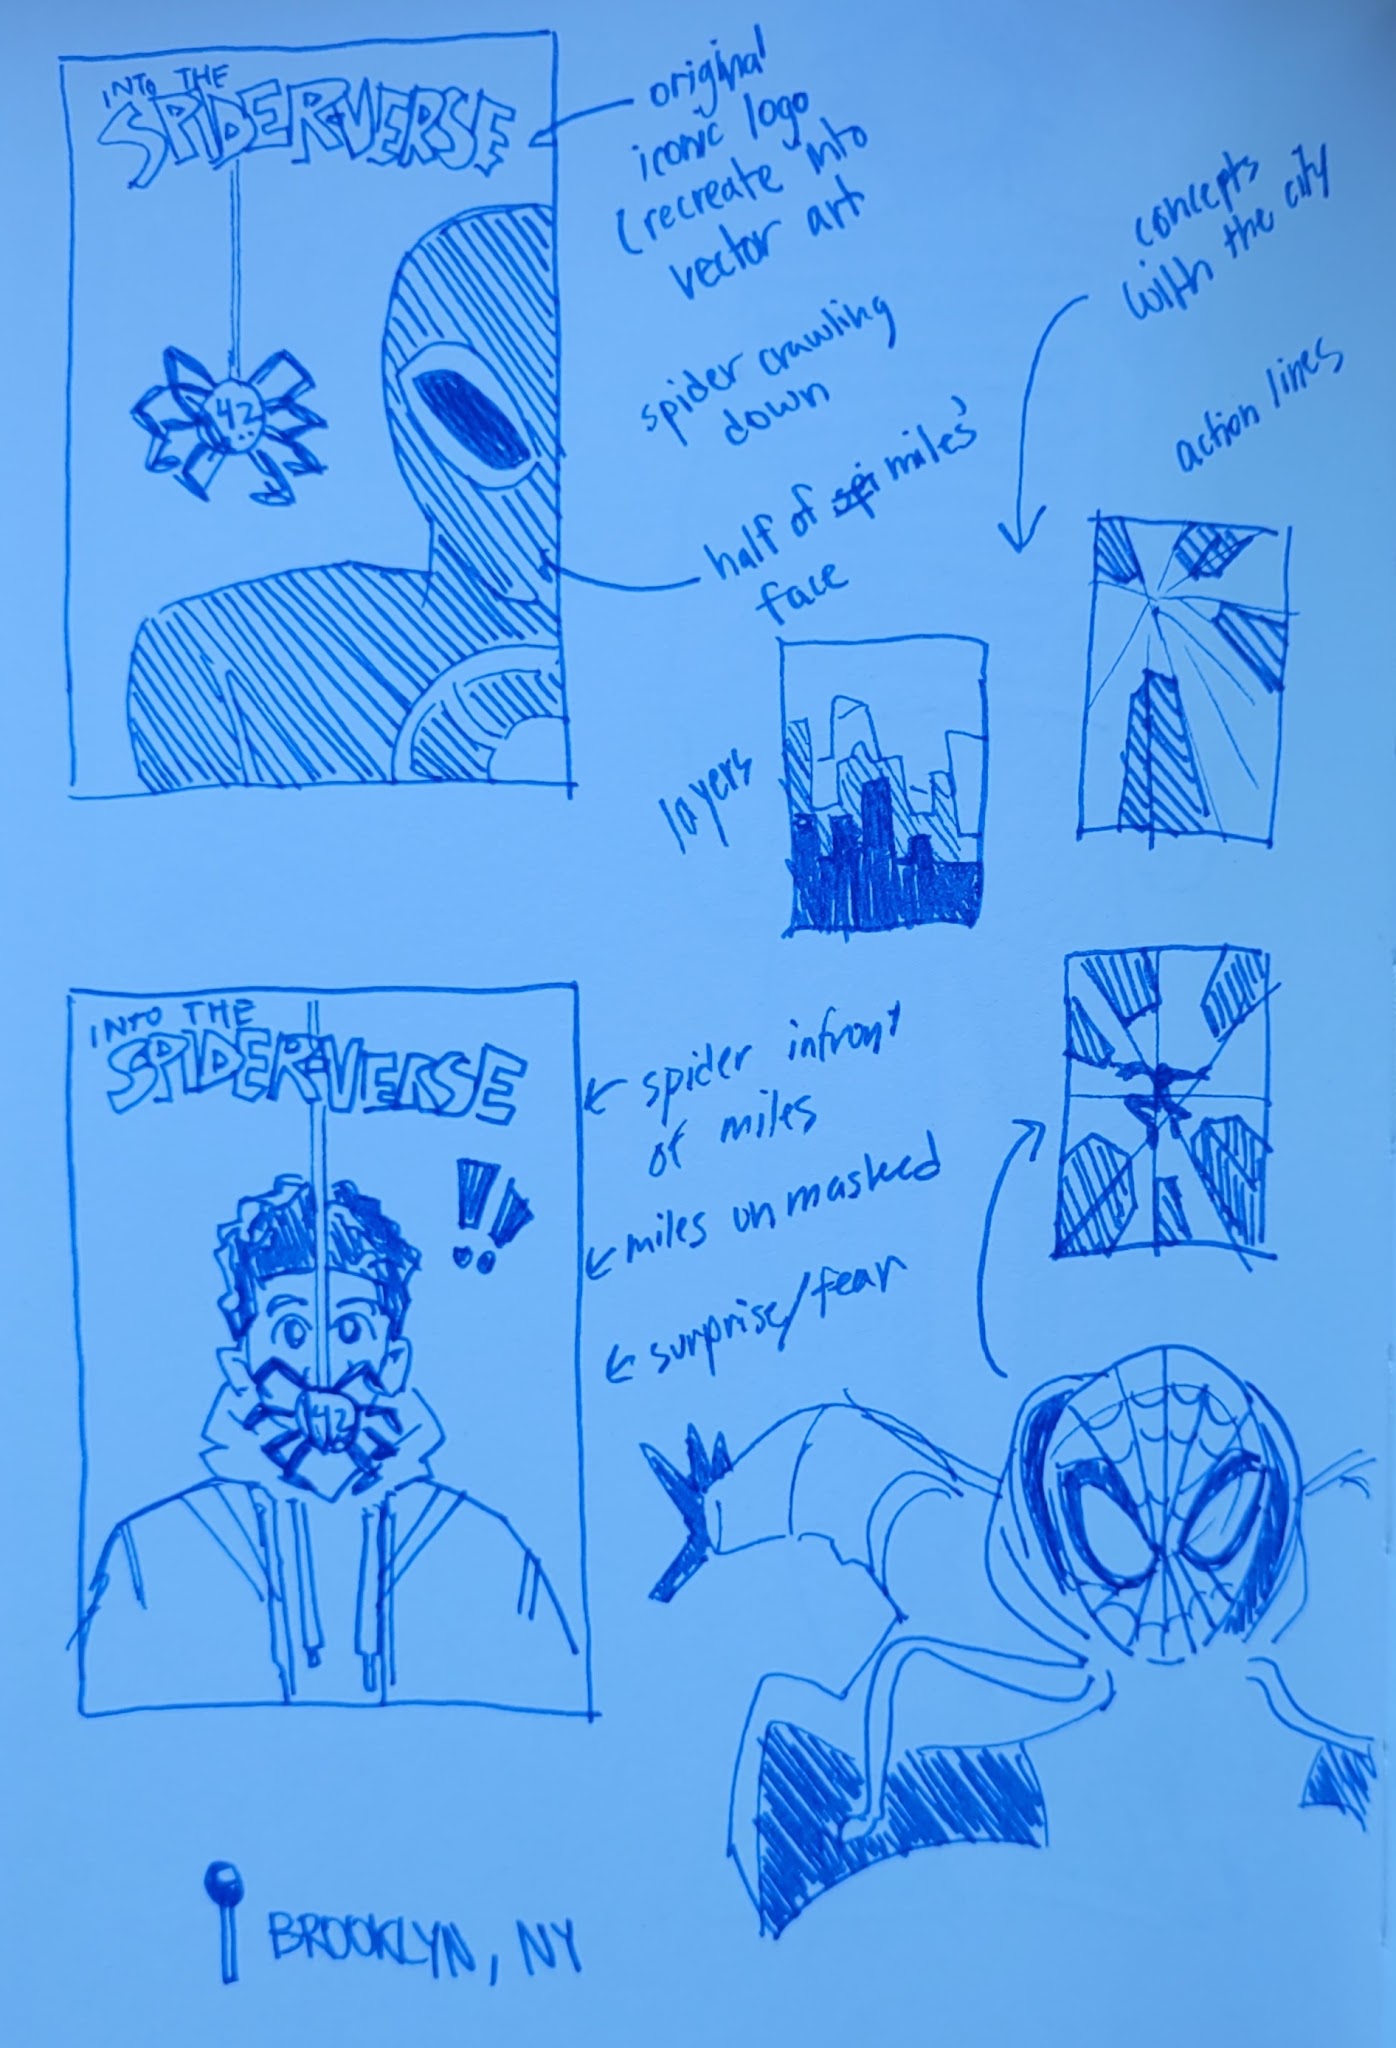 INTO THE
SPIDER-VERSE
42
original
iconic logo
(recreate into
vector art
spider crawling
down
half of miles'
face
concepts
with the city
action lines
layers
INTO THE
SPIDER-VERSE
!!
42
spider infront
of miles
miles unmasked
surprise/fear
BROOKLYN, NY